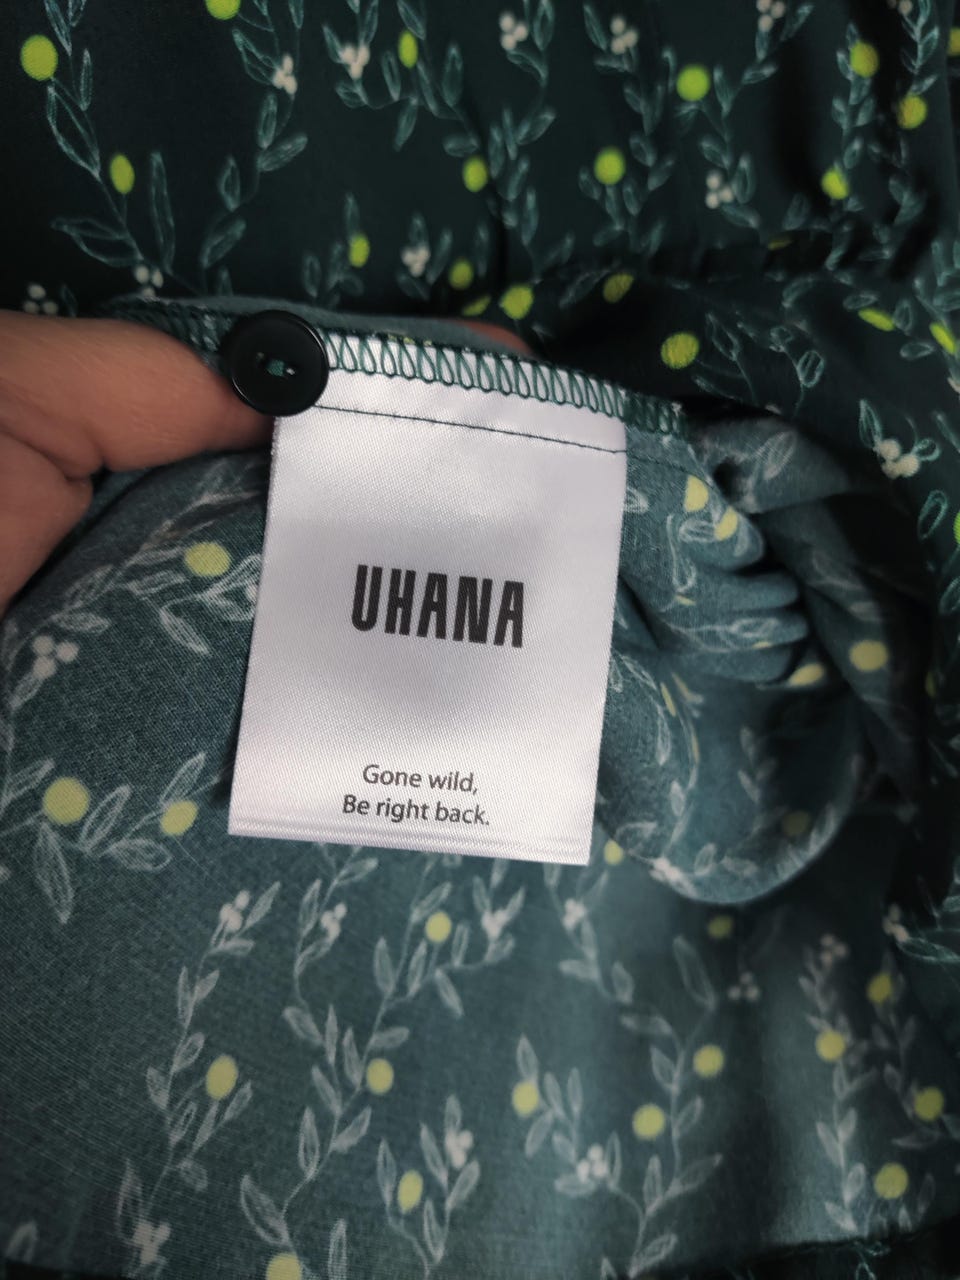 UHANA
Gone wild,
Be right back.